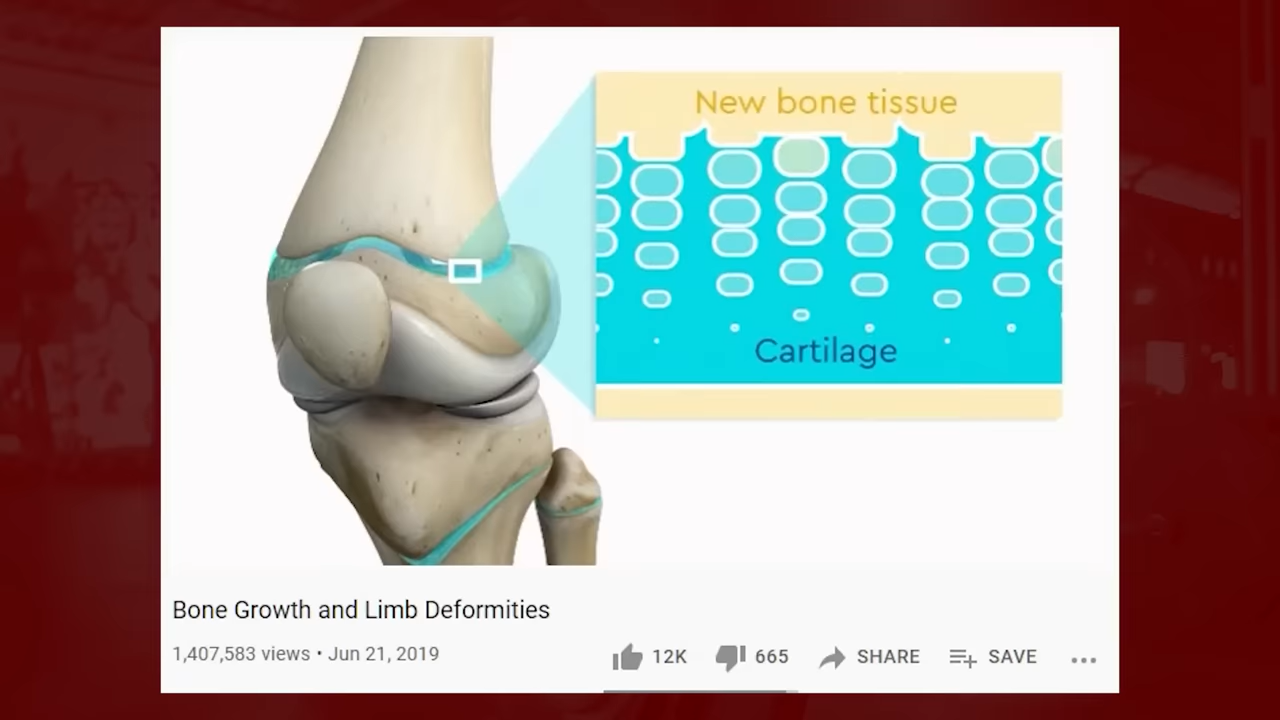 New bone tissue
Cartilage
Bone Growth and Limb Deformities
1,407,583 views • Jun 21, 2019
12K
665
SHARE
SAVE